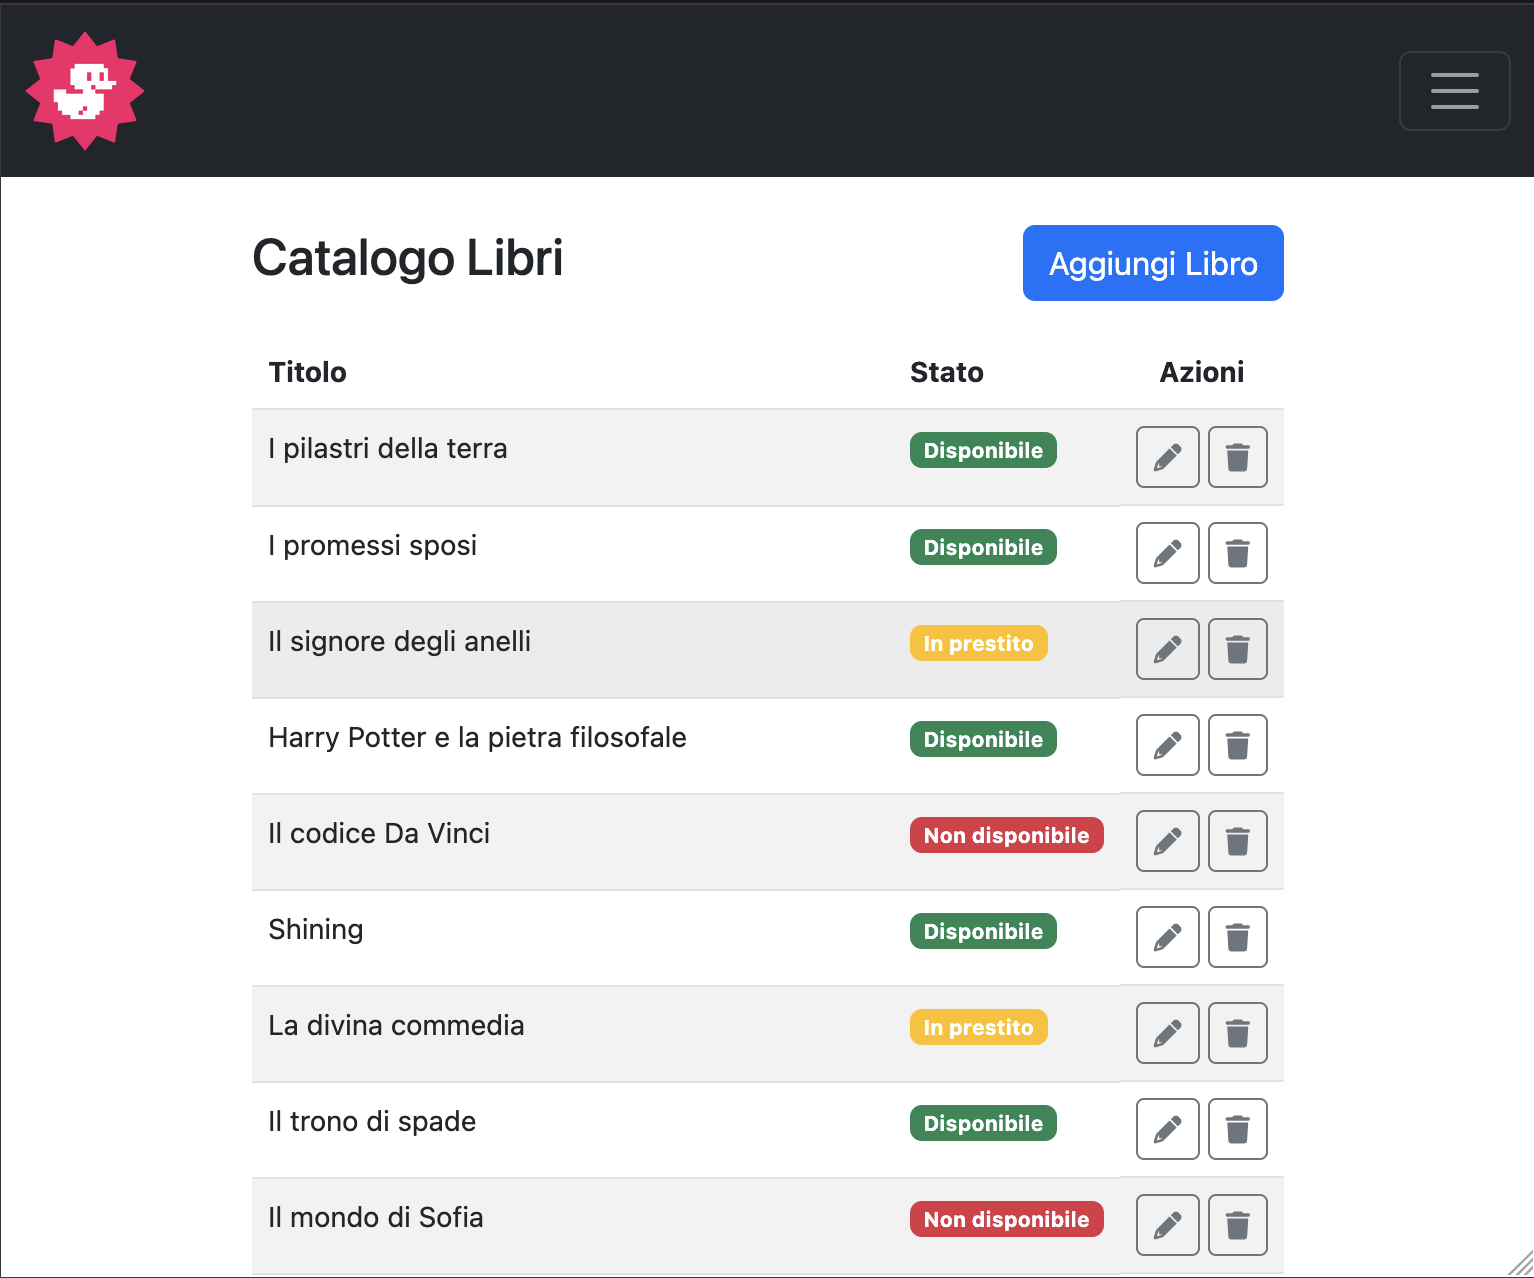 Catalogo Libri
Aggiungi Libro
Titolo Stato Azioni
I pilastri della terra Disponibile
I promessi sposi Disponibile
Il signore degli anelli In prestito
Harry Potter e la pietra filosofale Disponibile
Il codice Da Vinci Non disponibile
Shining Disponibile
La divina commedia In prestito
Il trono di spade Disponibile
Il mondo di Sofia Non disponibile